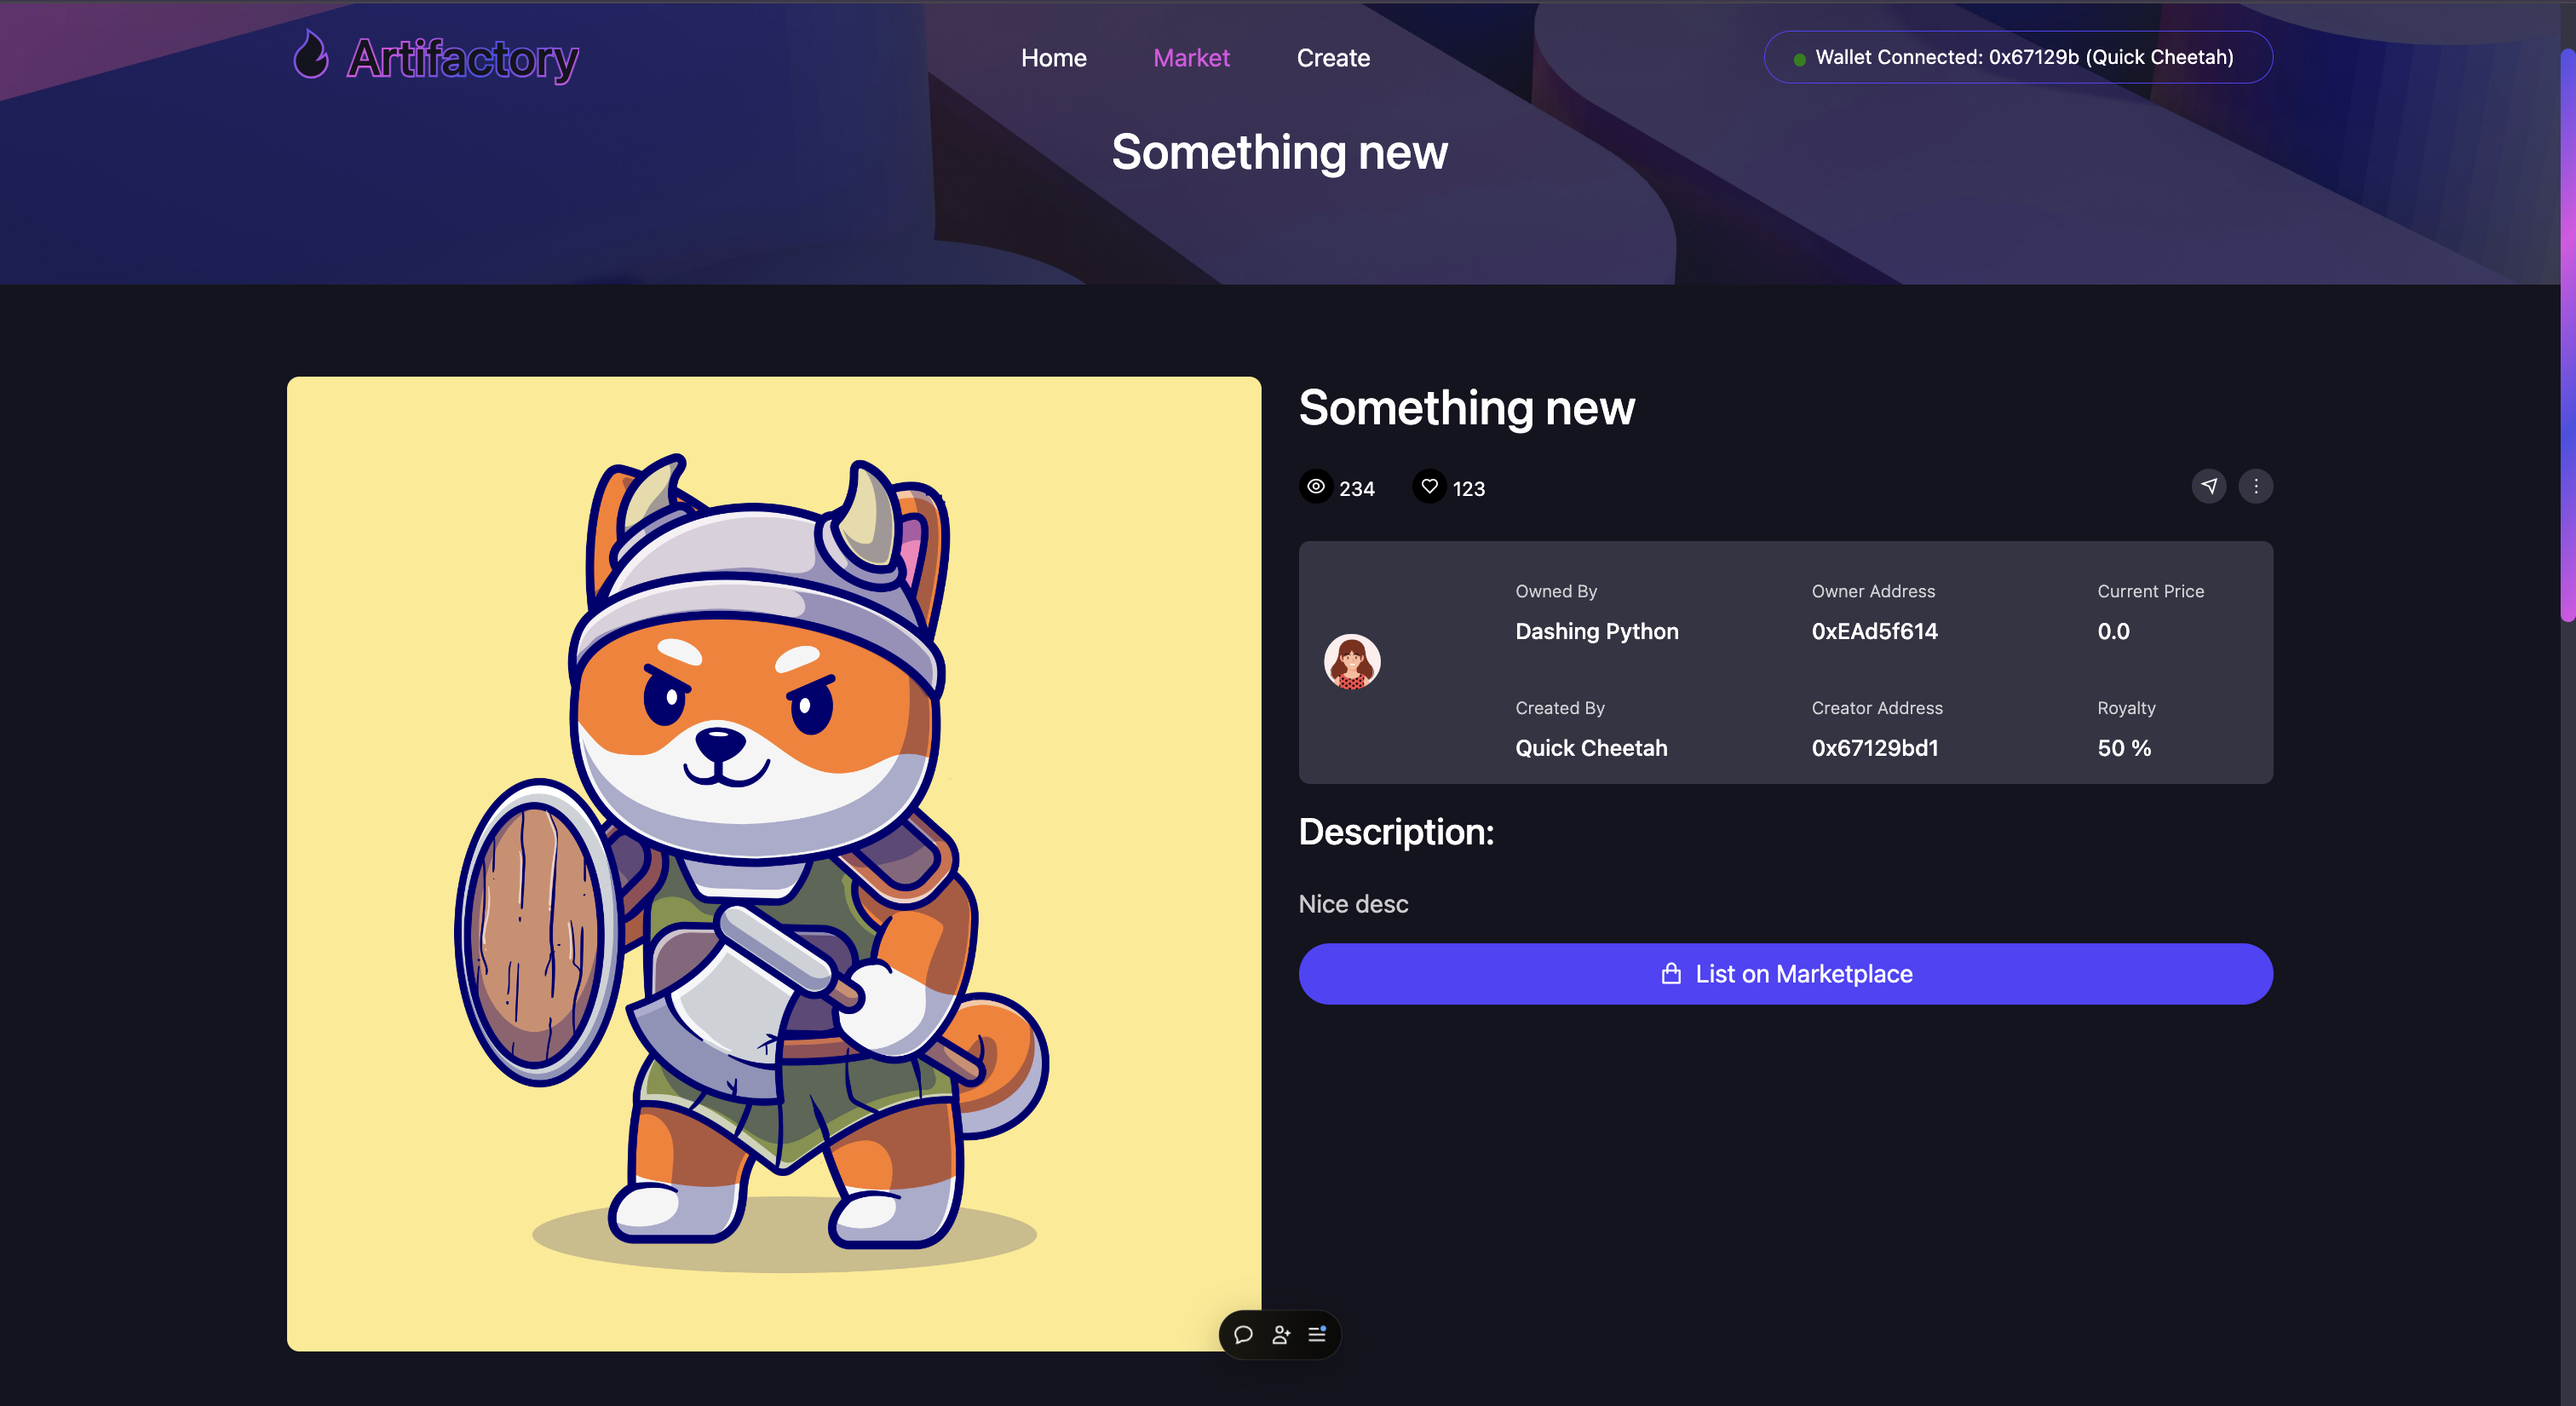 Artifactory
Home
Market
Create
Wallet Connected: 0x67129b (Quick Cheetah)
Something new
Something new
234
123
Owned By
Owner Address
Current Price
Dashing Python
0xEAd5f614
0.0
Created By
Creator Address
Royalty
Quick Cheetah
0x67129bd1
50 %
Description:
Nice desc
List on Marketplace